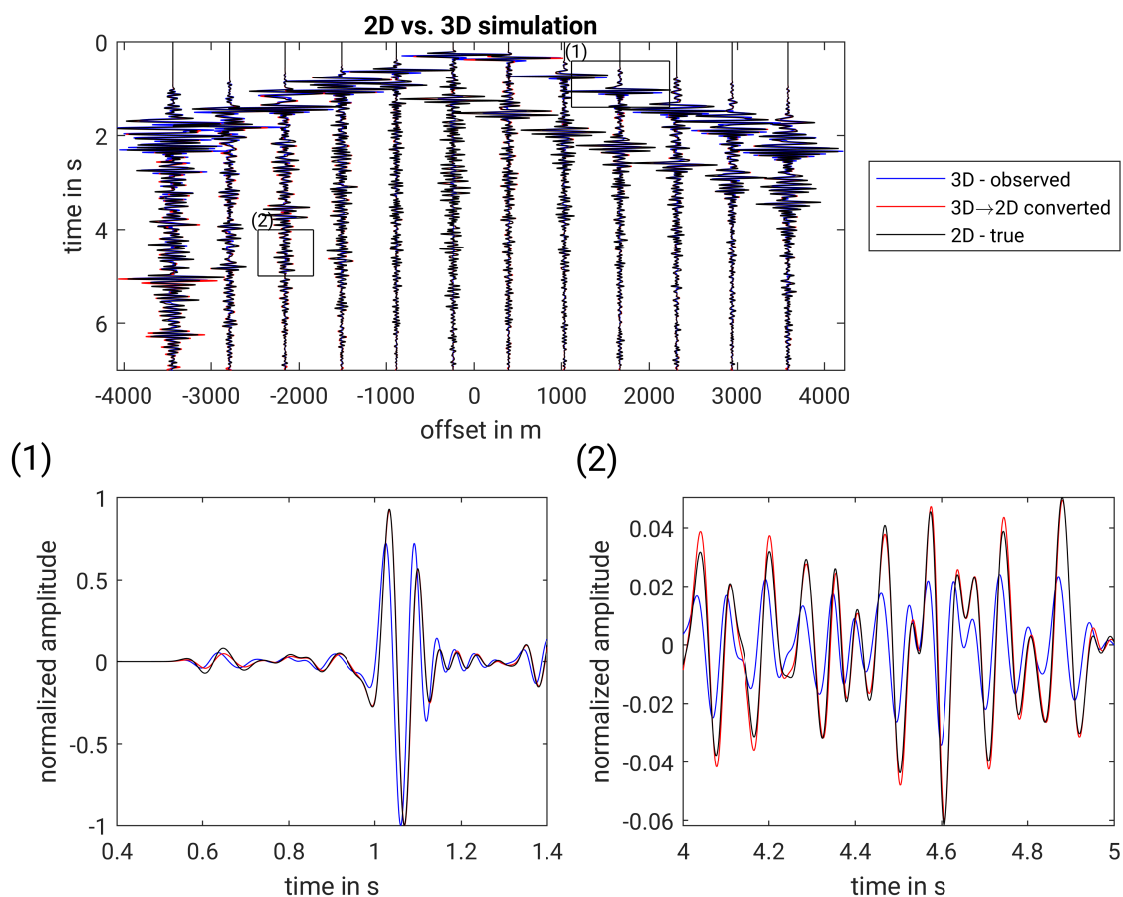 2D vs. 3D simulation
0
2
4
6
time in s
(1)
(2)
-4000 -3000 -2000 -1000 0 1000 2000 3000 4000
offset in m
3D - observed
3D→2D converted
2D - true
(1)
1
0.5
0
-0.5
-1
normalized amplitude
0.4 0.6 0.8 1 1.2 1.4
time in s
(2)
0.04
0.02
0
-0.02
-0.04
-0.06
normalized amplitude
4 4.2 4.4 4.6 4.8 5
time in s